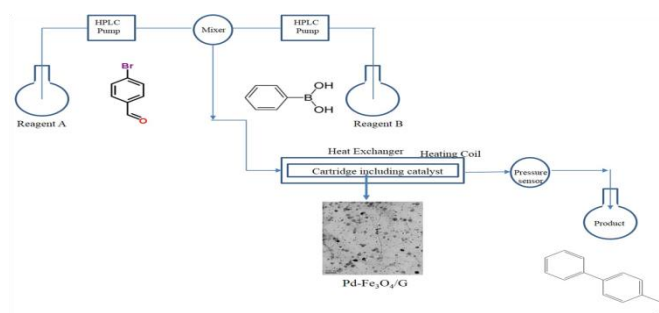 HPLC
Pump
Mixer
HPLC
Pump
Br
O
OH
B
OH
Reagent A
Reagent B
Heat Exchanger
Heating Coil
Cartridge including catalyst
Pressure
sensor
Product
Pd-Fe₃O₄/G